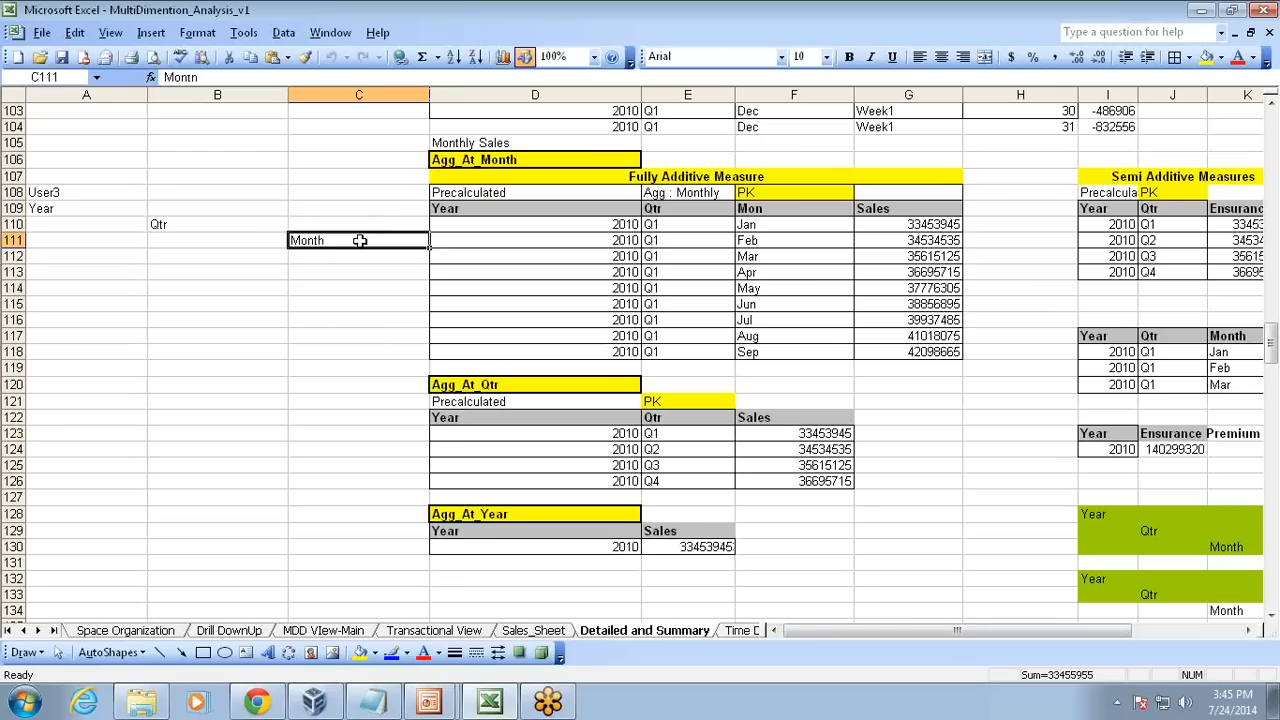 Microsoft Excel - MultiDimention_Analysis_v1
File Edit View Insert Format Tools Data Window Help
Type a question for help
100% Arial 10 B I U $ % ,
C111 fx Month
A B C D E F G H I J K
103 2010 Q1 Dec Week1 30 -486906
104 2010 Q1 Dec Week1 31 -832556
105 Monthly Sales
106 Agg_At_Month
107 Fully Additive Measure Semi Additive Measures
108 User3 Precalculated Agg : Monthly PK Precalcula PK
109 Year Year Qtr Mon Sales Year Qtr Ensuranc
110 Qtr 2010 Q1 Jan 33453945 2010 Q1 33453
111 Month 2010 Q1 Feb 34534535 2010 Q2 34534
112 2010 Q1 Mar 35615125 2010 Q3 35615
113 2010 Q1 Apr 36695715 2010 Q4 36695
114 2010 Q1 May 37776305
115 2010 Q1 Jun 38856895
116 2010 Q1 Jul 39937485
117 2010 Q1 Aug 41018075 Year Qtr Month
118 2010 Q1 Sep 42098665 2010 Q1 Jan
119 2010 Q1 Feb
120 Agg_At_Qtr 2010 Q1 Mar
121 Precalculated PK
122 Year Qtr Sales
123 2010 Q1 33453945 Year Ensurance Premium
124 2010 Q2 34534535 2010 140299320
125 2010 Q3 35615125
126 2010 Q4 36695715
127
128 Agg_At_Year Year
129 Year Sales Qtr
130 2010 33453945 Month
131
132 Year
133 Qtr
134 Month
Space Organization Drill DownUp MDD VIew-Main Transactional View Sales_Sheet Detailed and Summary Time D
Draw AutoShapes
Ready Sum=33455955 NUM
3:45 PM
7/24/2014